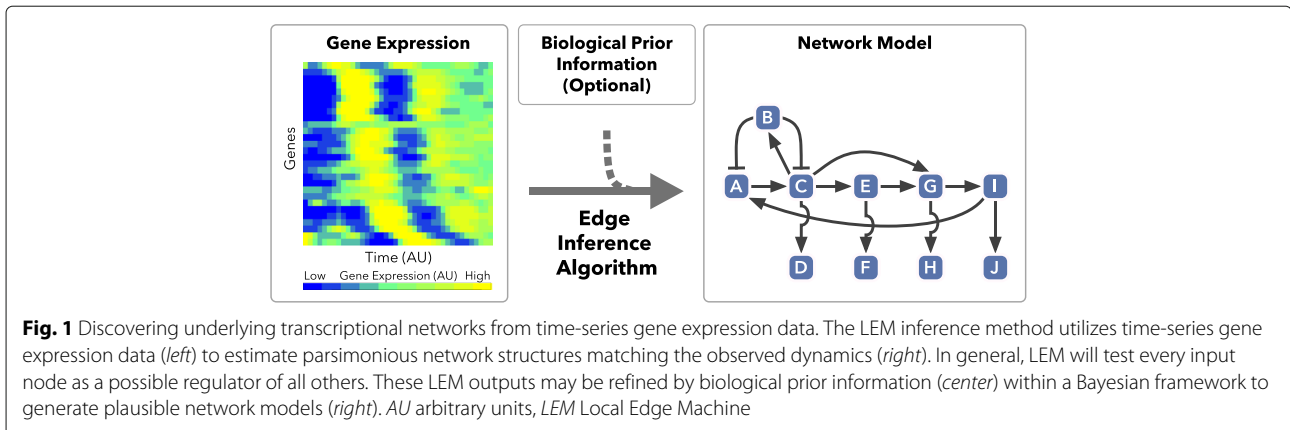 Gene Expression
Genes
Time (AU)
Low Gene Expression (AU) High
Biological Prior
Information
(Optional)
Edge
Inference
Algorithm
Network Model
B
A C E G I
D F H J
Fig. 1 Discovering underlying transcriptional networks from time-series gene expression data. The LEM inference method utilizes time-series gene
expression data (left) to estimate parsimonious network structures matching the observed dynamics (right). In general, LEM will test every input
node as a possible regulator of all others. These LEM outputs may be refined by biological prior information (center) within a Bayesian framework to
generate plausible network models (right). AU arbitrary units, LEM Local Edge Machine